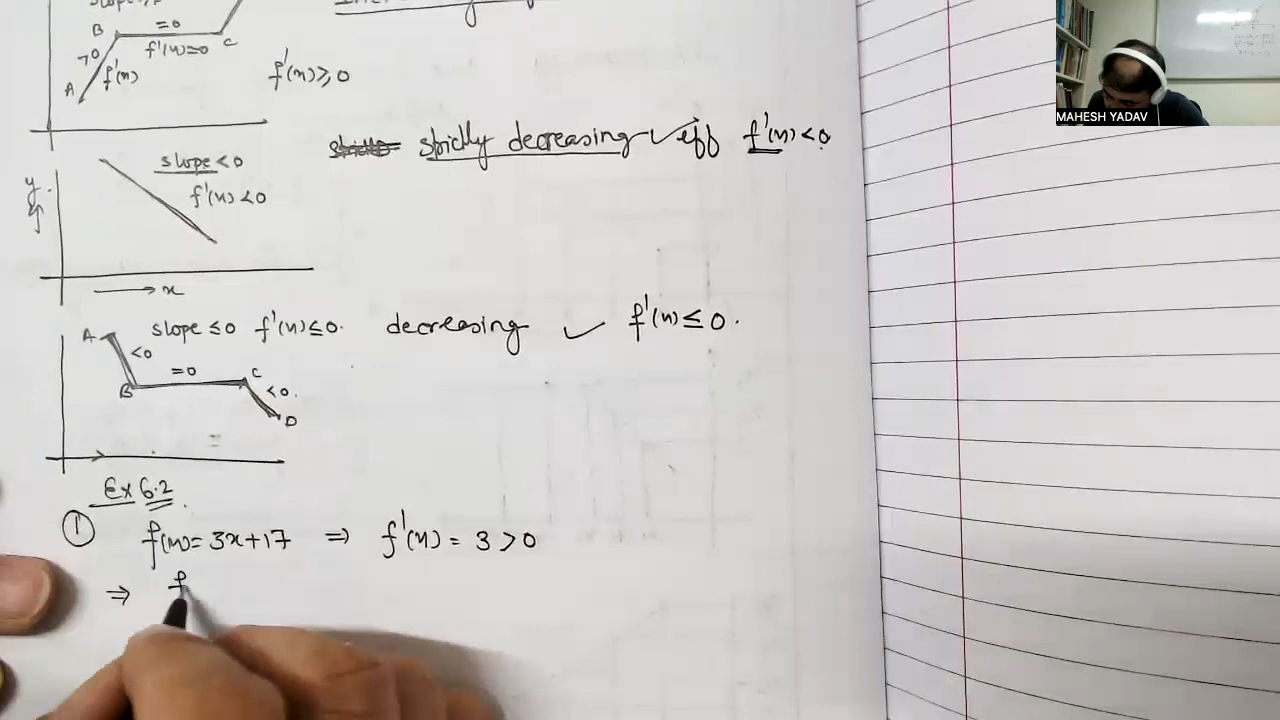 B =0 C
>0 f'(x)=0
A f'(x) f'(x)≥0
MAHESH YADAV
strictly decreasing ✓ iff f'(x)<0
slope<0
y f'(x)<0
→ x
A slope ≤0 f'(x)≤0. decreasing ✓ f'(x)≤0.
<0 =0 C
B <0.
D
Ex 6.2
① f(x)=3x+17 ⇒ f'(x)=3>0
⇒ f